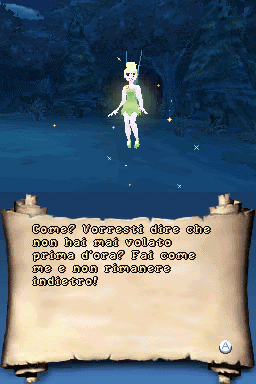 Come? Vorresti dire che
non hai mai volato
prima d'ora? Fai come
me e non rimanere
indietro!
A